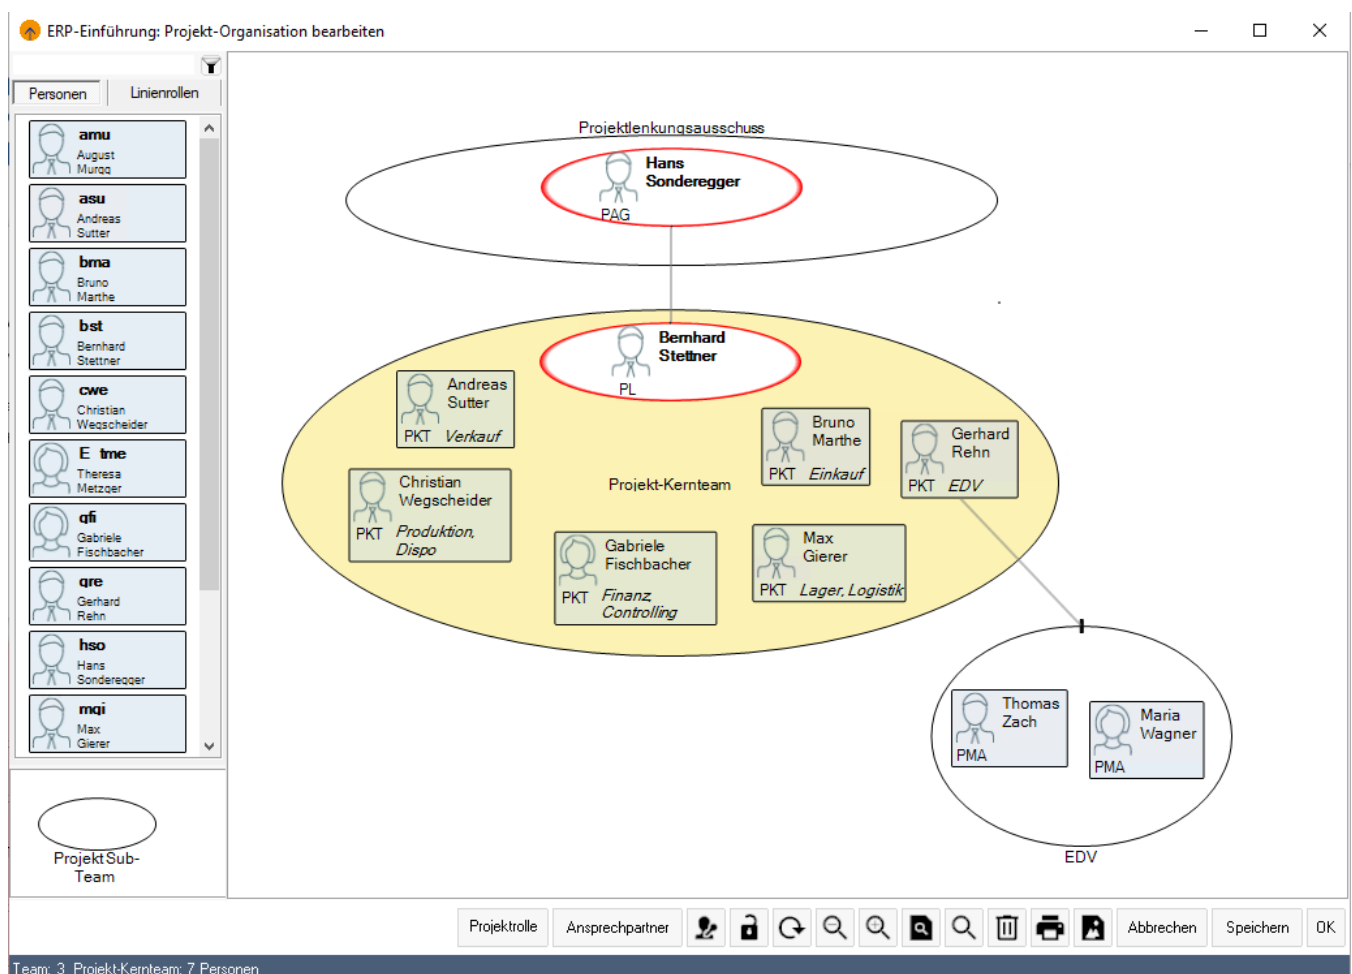 ERP-Einführung: Projekt-Organisation bearbeiten
Personen
Linienrollen
amu
August
Murgg
asu
Andreas
Sutter
bma
Bruno
Marthe
bst
Bernhard
Stettner
cwe
Christian
Wegscheider
E_tme
Theresa
Metzger
gfi
Gabriele
Fischbacher
gre
Gerhard
Rehn
hso
Hans
Sonderegger
mgi
Max
Gierer
Projekt Sub-
Team
Projektlenkungsausschuss
Hans
Sonderegger
PAG
Bernhard
Stettner
PL
Andreas
Sutter
PKT Verkauf
Bruno
Marthe
PKT Einkauf
Gerhard
Rehn
PKT EDV
Christian
Wegscheider
PKT Produktion,
Dispo
Projekt-Kernteam
Gabriele
Fischbacher
PKT Finanz,
Controlling
Max
Gierer
PKT Lager, Logistik
Thomas
Zach
PMA
Maria
Wagner
PMA
EDV
Projektrolle
Ansprechpartner
Abbrechen
Speichern
OK
Team: 3 Projekt-Kernteam: 7 Personen